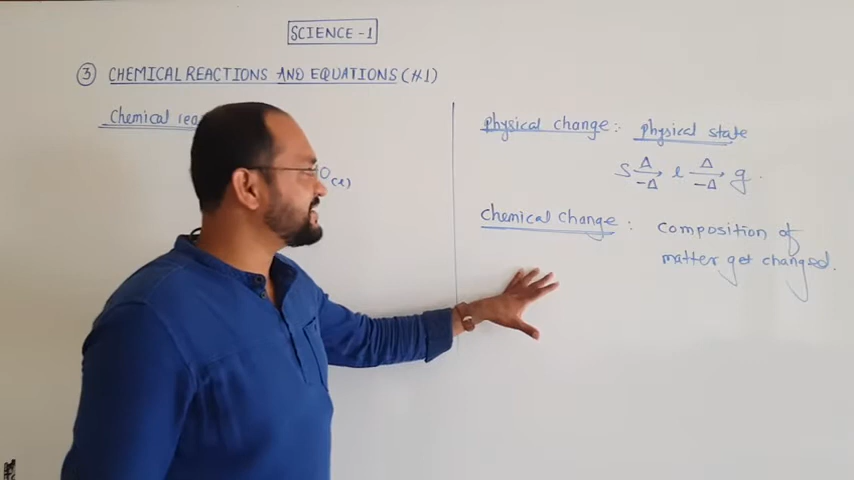 SCIENCE-1
③ CHEMICAL REACTIONS AND EQUATIONS (#1)
Chemical
O(l)
Physical change : physical state
s Δ→ -Δ l Δ→ -Δ g .
Chemical Change : composition of
matter get changed.